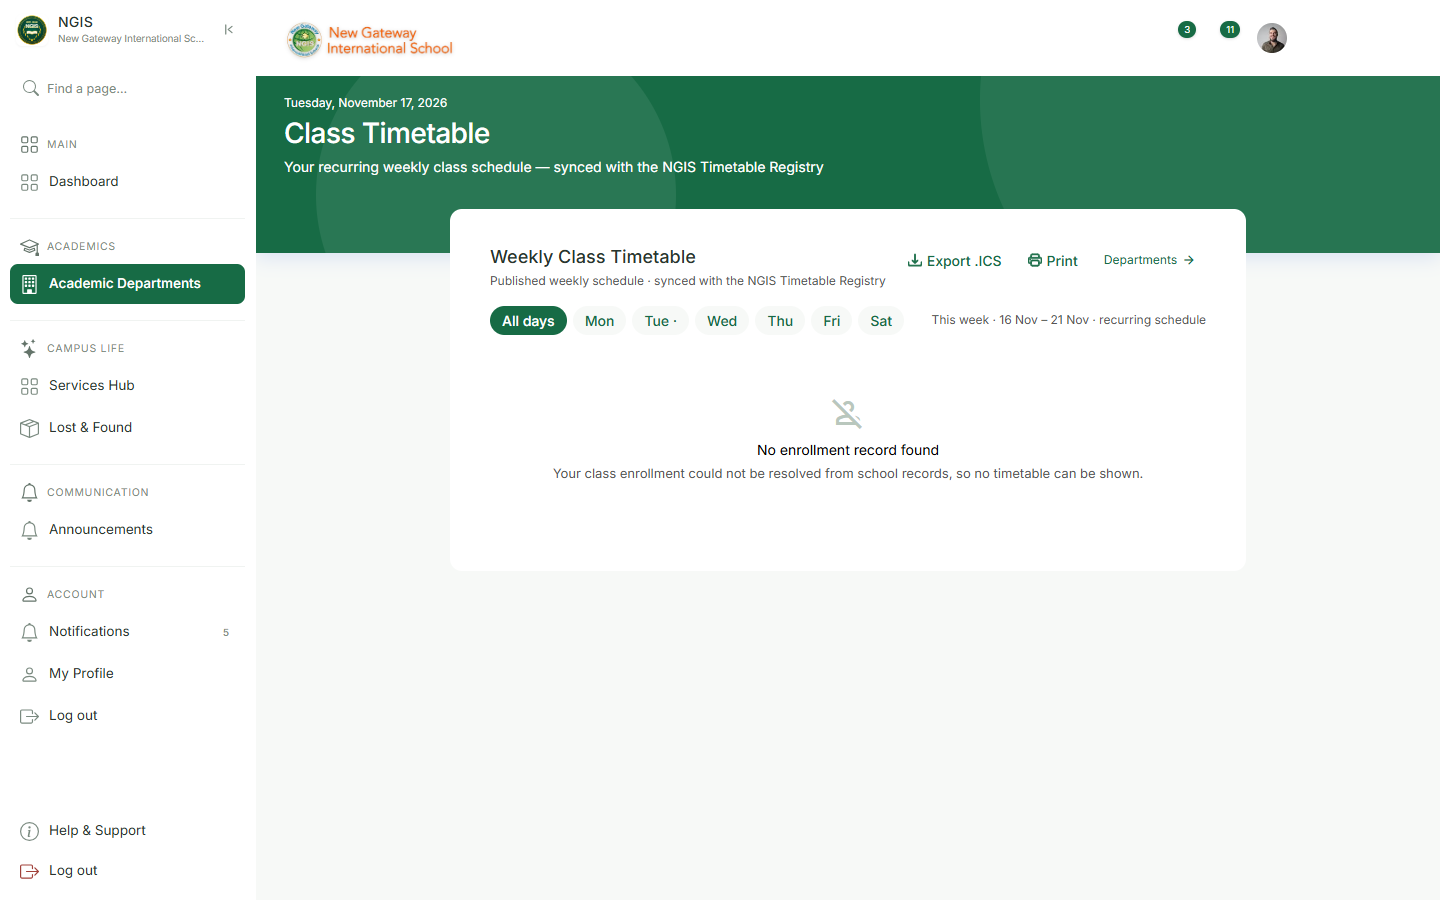 NGIS
New Gateway International Sc...
Find a page...
MAIN
Dashboard
ACADEMICS
Academic Departments
CAMPUS LIFE
Services Hub
Lost & Found
COMMUNICATION
Announcements
ACCOUNT
Notifications 5
My Profile
Log out
Help & Support
Log out
New Gateway
International School
3 11
Tuesday, November 17, 2026
Class Timetable
Your recurring weekly class schedule — synced with the NGIS Timetable Registry
Weekly Class Timetable
Published weekly schedule · synced with the NGIS Timetable Registry
Export .ICS Print Departments →
All days Mon Tue · Wed Thu Fri Sat
This week · 16 Nov – 21 Nov · recurring schedule
No enrollment record found
Your class enrollment could not be resolved from school records, so no timetable can be shown.